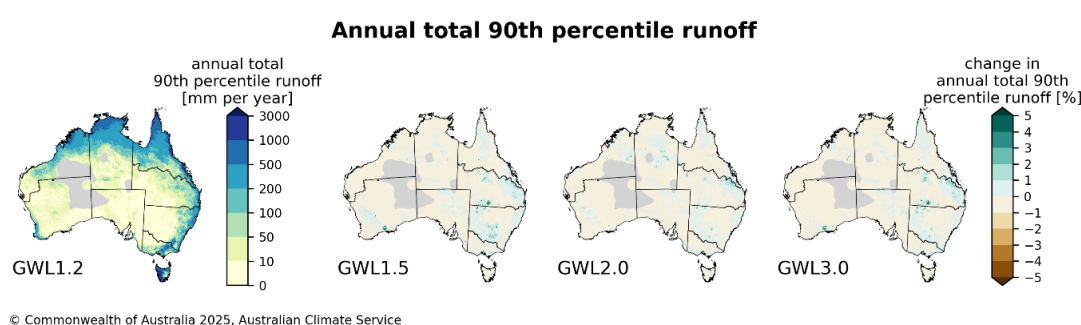 Annual total 90th percentile runoff
annual total
90th percentile runoff
[mm per year]
3000
1000
500
200
100
50
10
0
GWL1.2
GWL1.5
GWL2.0
GWL3.0
change in
annual total 90th
percentile runoff [%]
5
4
3
2
1
0
−1
−2
−3
−4
−5
© Commonwealth of Australia 2025, Australian Climate Service